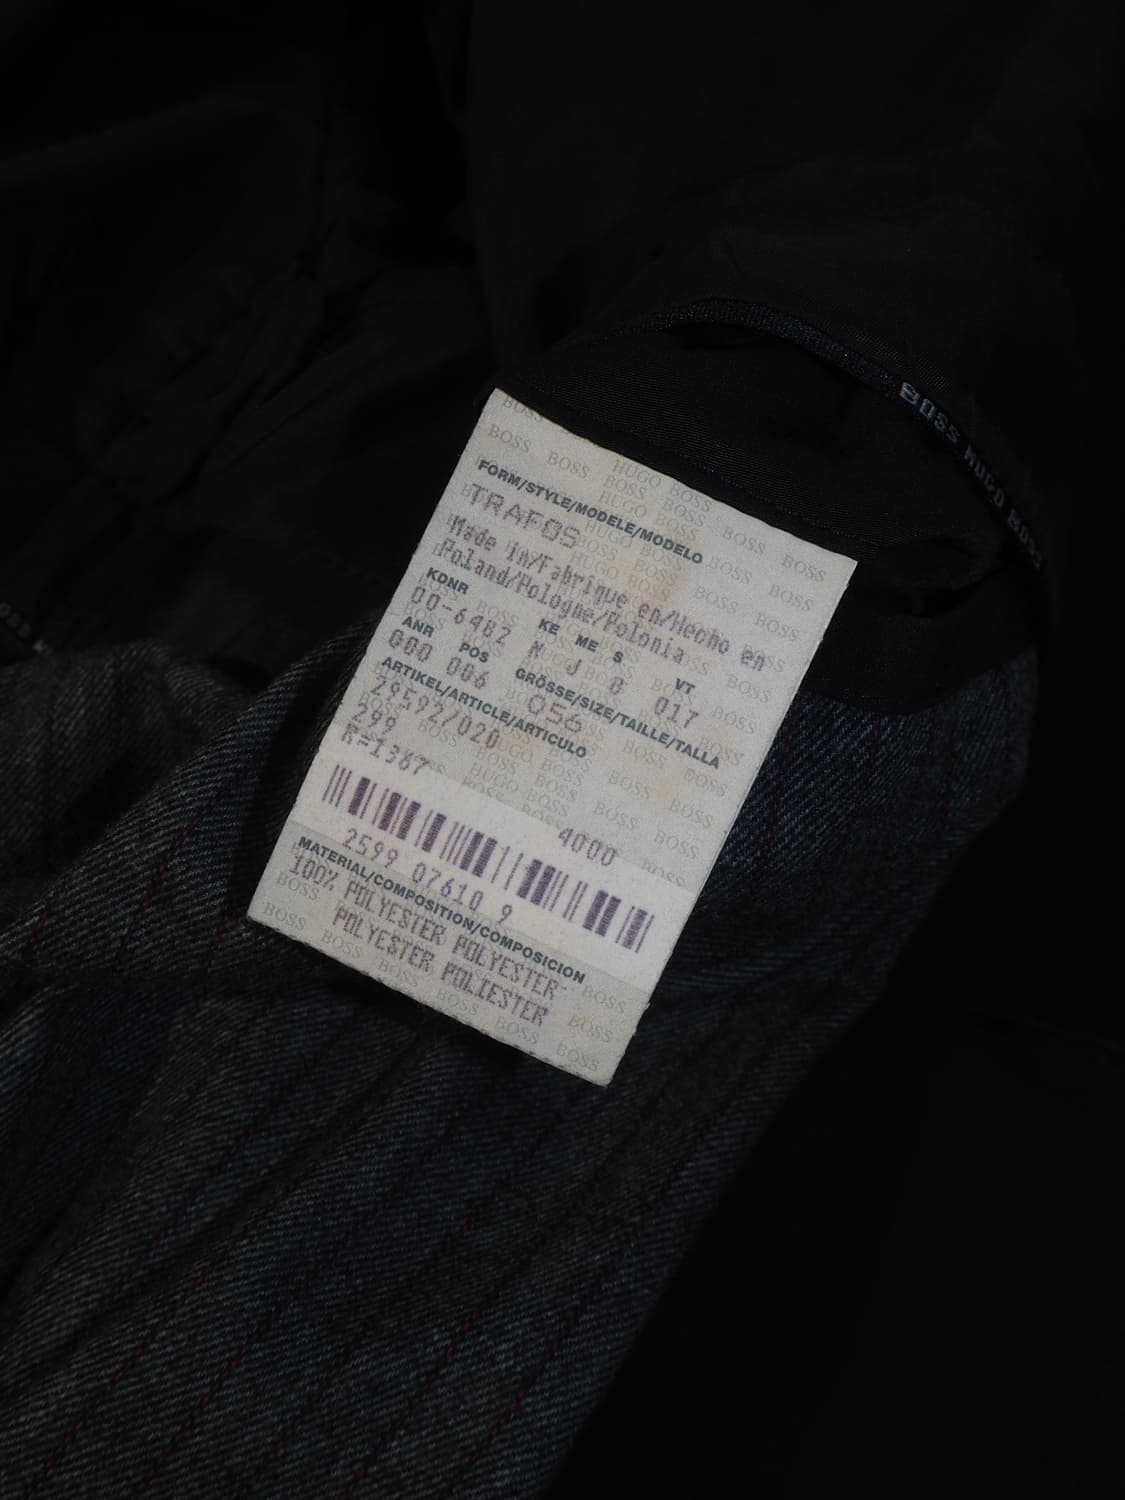 BOSS HUGO BOSS
FORM/STYLE/MODELE/MODELO
TRAFOS
Made In/Fabrique en/Hecho en
Poland/Pologne/Polonia
KDNR KE ME S VT
00-6482 N d 8 017
ANR POS GRÖSSE/SIZE/TAILLE/TALLA
000 006 056
ARTIKEL/ARTICLE/ARTICULO
29592/020
299
R=1387
4000
2599 07610 9
MATERIAL/COMPOSITION/COMPOSICION
100% POLYESTER POLYESTER
POLYESTER POLIESTER